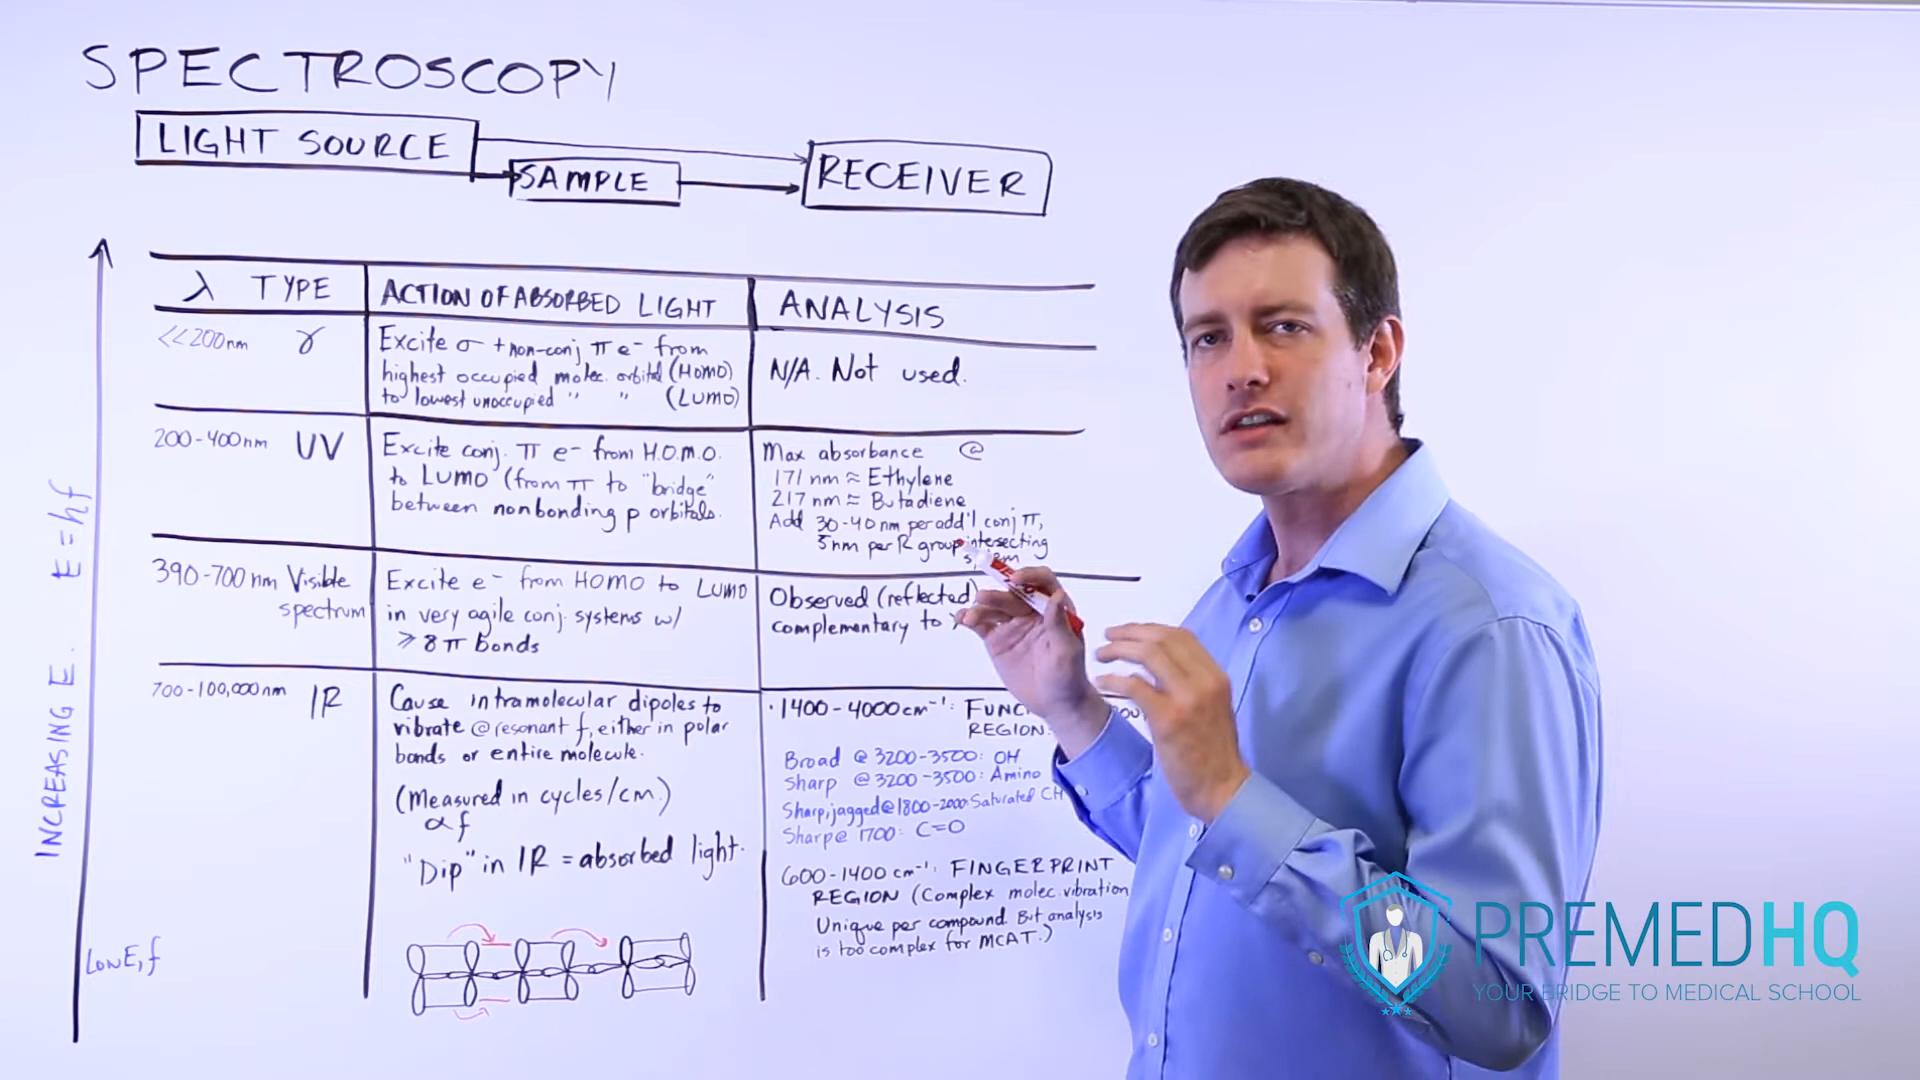 SPECTROSCOPY
LIGHT SOURCE
SAMPLE
RECEIVER
λ TYPE
ACTION OF ABSORBED LIGHT
ANALYSIS
<<200nm γ
Excite σ + non-conj π e- from
highest occupied molec. orbital (HOMO)
to lowest unoccupied " " (LUMO)
N/A. Not used.
200-400nm UV
Excite conj. π e- from H.O.M.O.
to LUMO (from π to "bridge"
between nonbonding p orbitals.
Max absorbance @
171 nm ≈ Ethylene
217 nm ≈ Butadiene
Add 30-40 nm per add'l conj π,
5nm per R group intersecting
390-700 nm Visible
spectrum
Excite e- from HOMO to LUMO
in very agile conj. systems w/
≥ 8 π bonds
Observed (reflected)
complementary to
700-100,000nm IR
Cause intramolecular dipoles to
vibrate @ resonant f, either in polar
bonds or entire molecule.
(Measured in cycles/cm.)
α f
"Dip" in IR = absorbed light.
· 1400-4000cm⁻¹: FUNC
REGION:
Broad @ 3200-3500: OH
Sharp @ 3200-3500: Amino
Sharp, jagged @ 1800-2000: Saturated CH
Sharp @ 1700: C=O
600-1400 cm⁻¹: FINGERPRINT
REGION (Complex molec. vibration,
Unique per compound. But analysis
is too complex for MCAT.)
INCREASING E. E=hf
LOW E, f
PREMEDHQ
YOUR BRIDGE TO MEDICAL SCHOOL